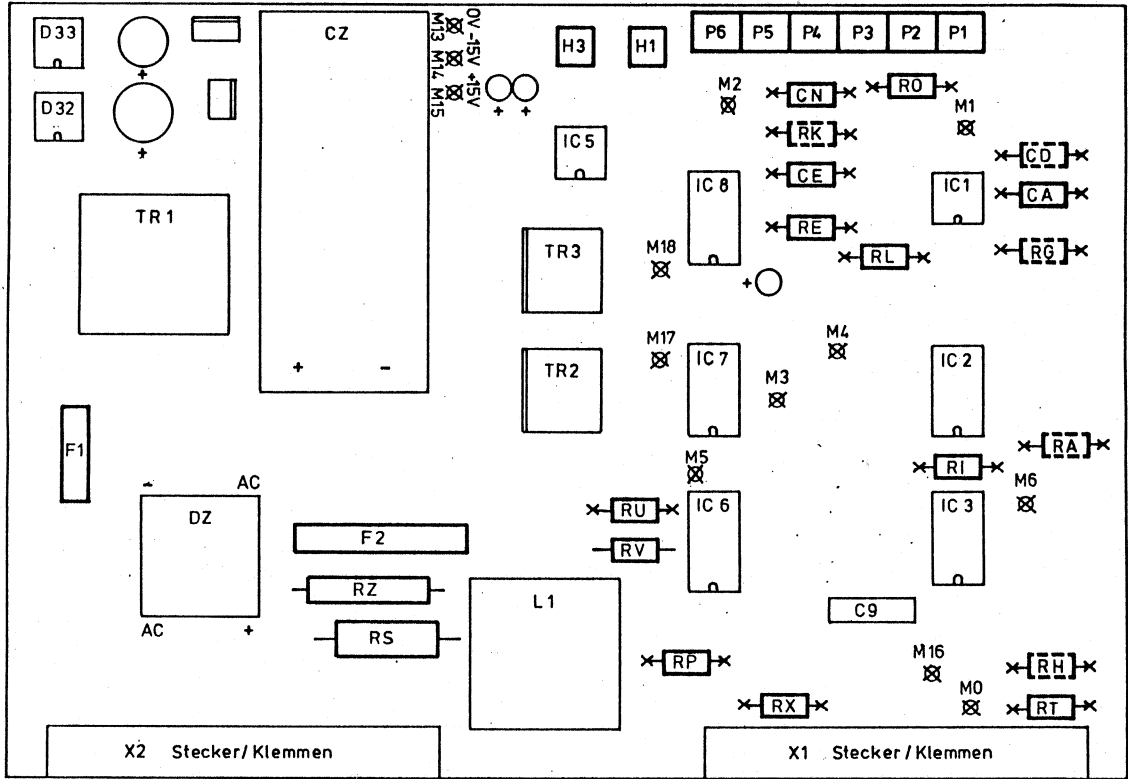 D33
CZ
M13 0V
M14 -15V
M15 +15V
H3
H1
P6 P5 P4 P3 P2 P1
D32
+
+
+ +
M2
CN
RO
M1
RK
IC 5
CD
CE
IC 8
IC1
CA
TR1
RE
RG
TR3
M18
RL
+
M17
M4
IC 7
IC 2
+ -
TR2
M3
F1
RA
M5
RI
M6
- AC
DZ
RU
IC 6
IC 3
F2
RV
RZ
L1
C9
AC +
RS
M16
RP
RH
M0
RX
RT
X2 Stecker/Klemmen
X1 Stecker/Klemmen